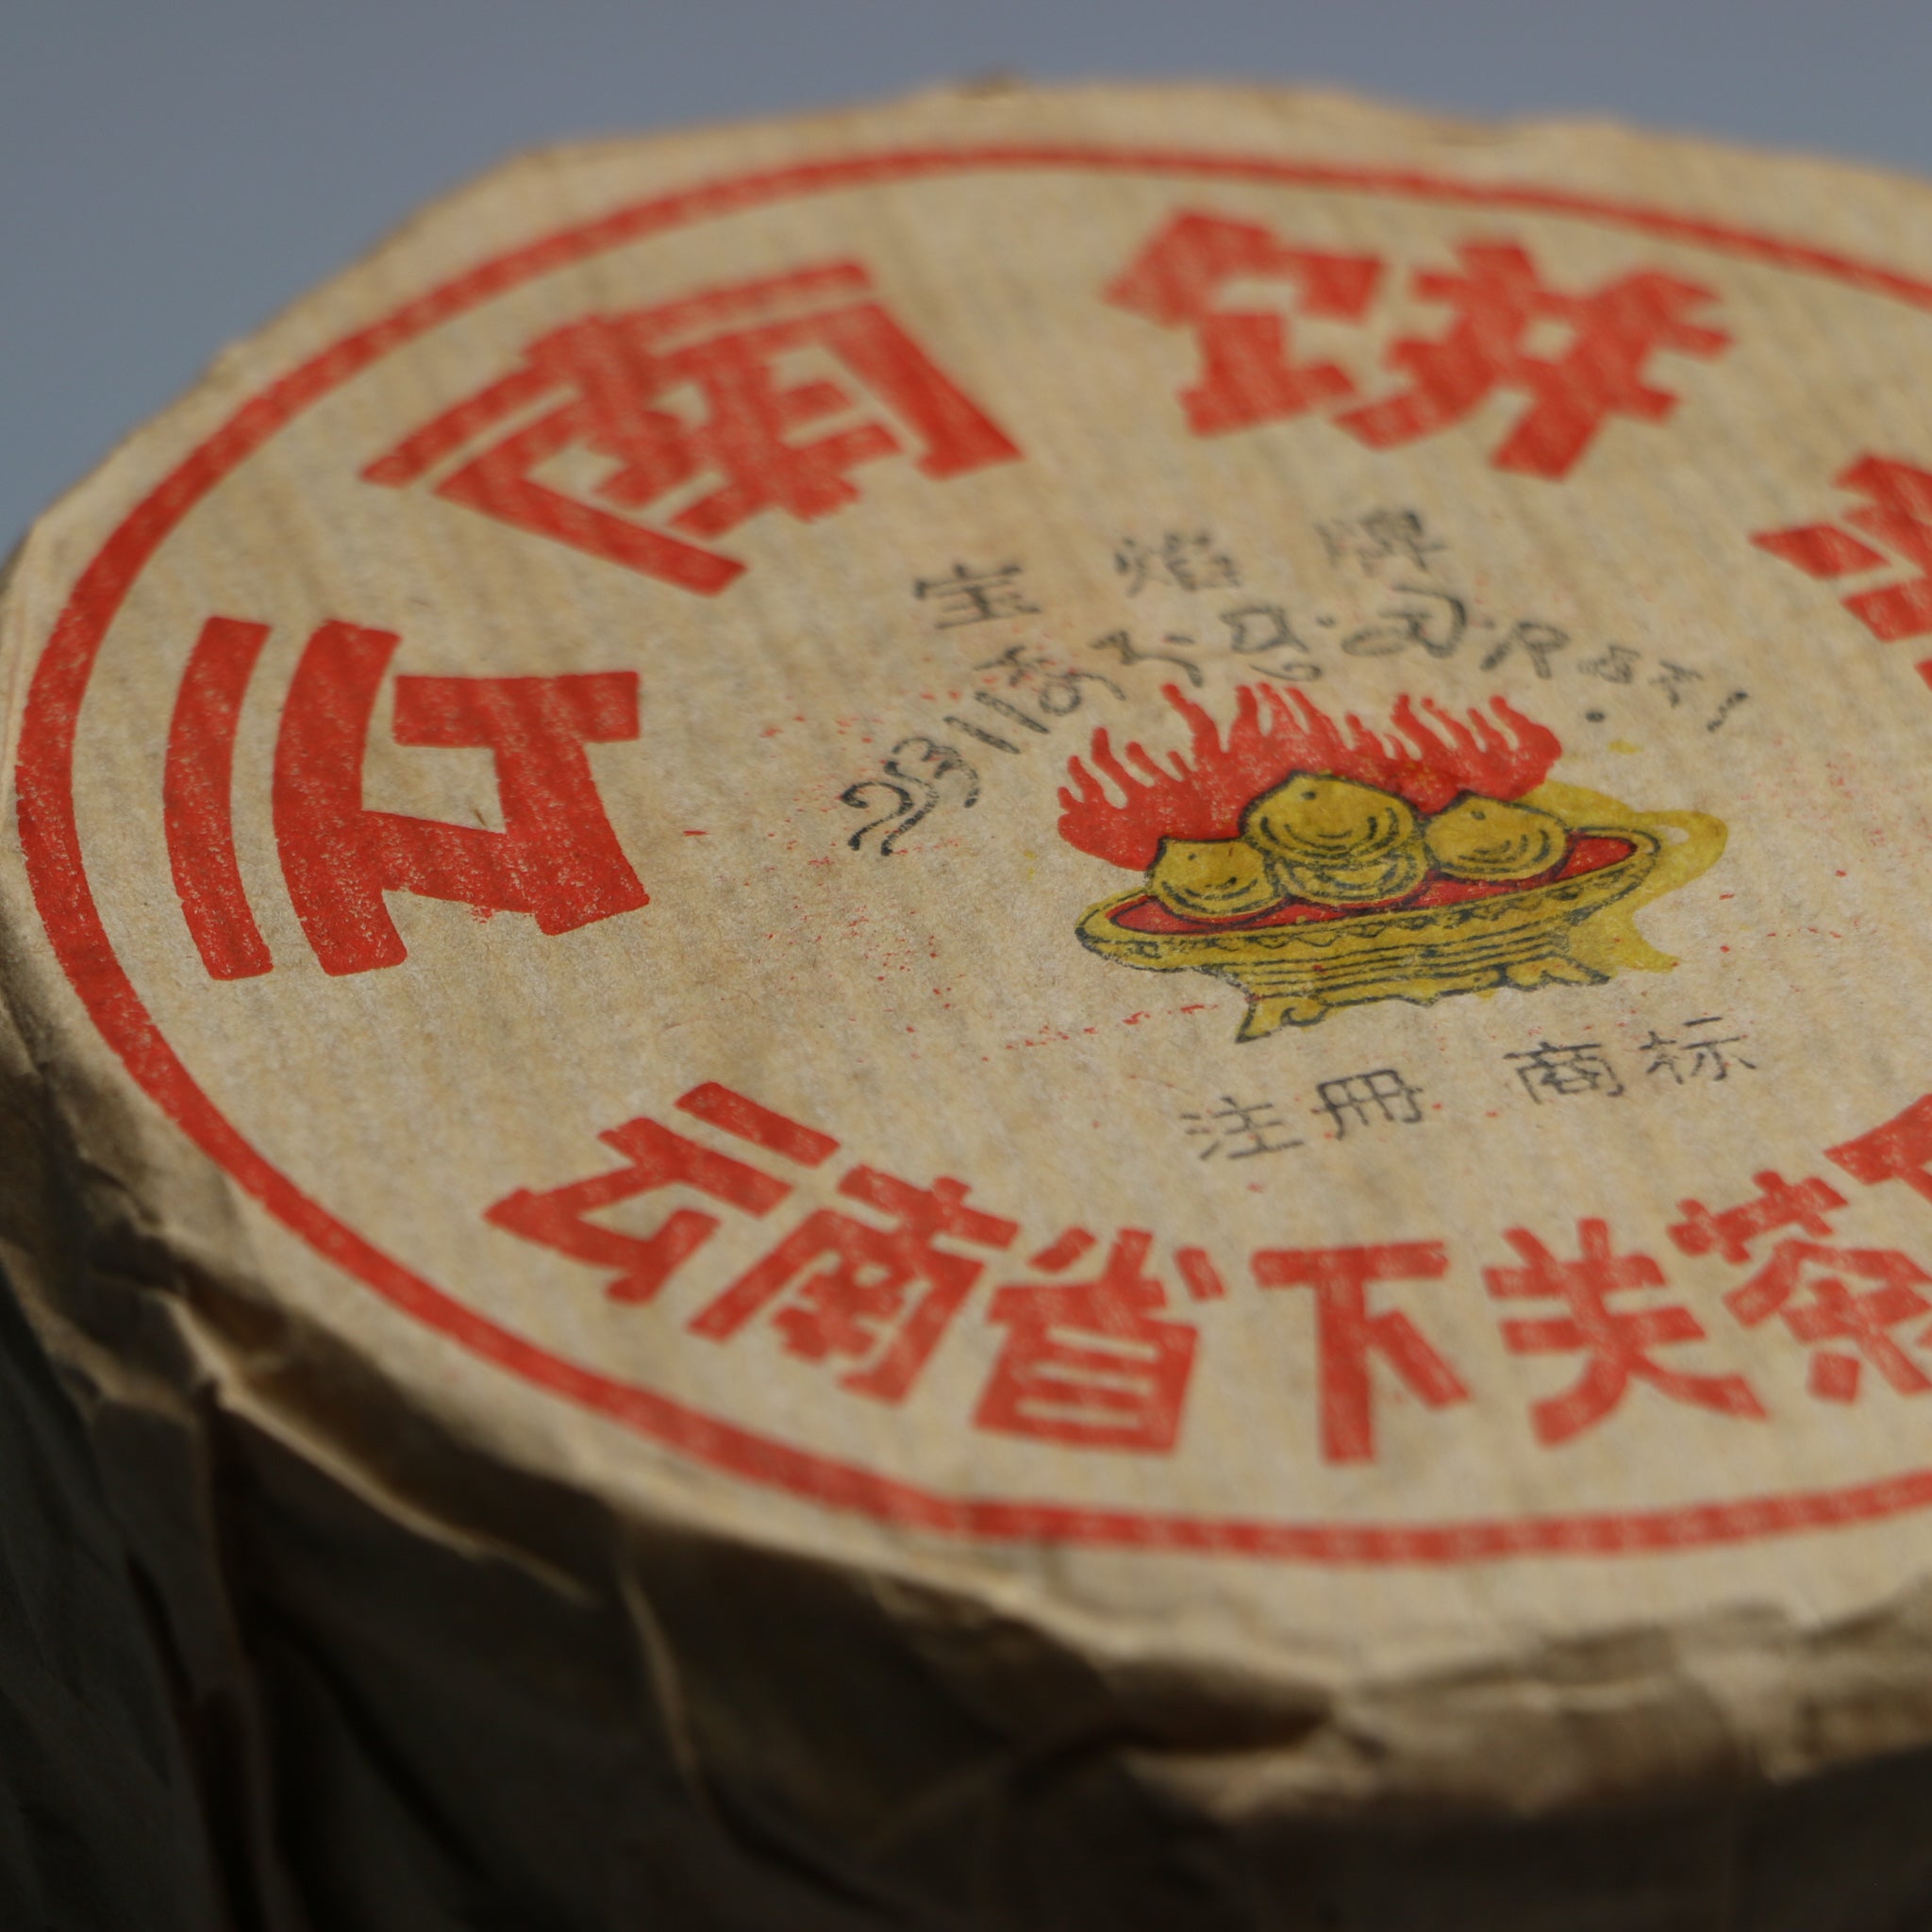 云南饼
宝焰牌
注册 商标
云南省下关茶